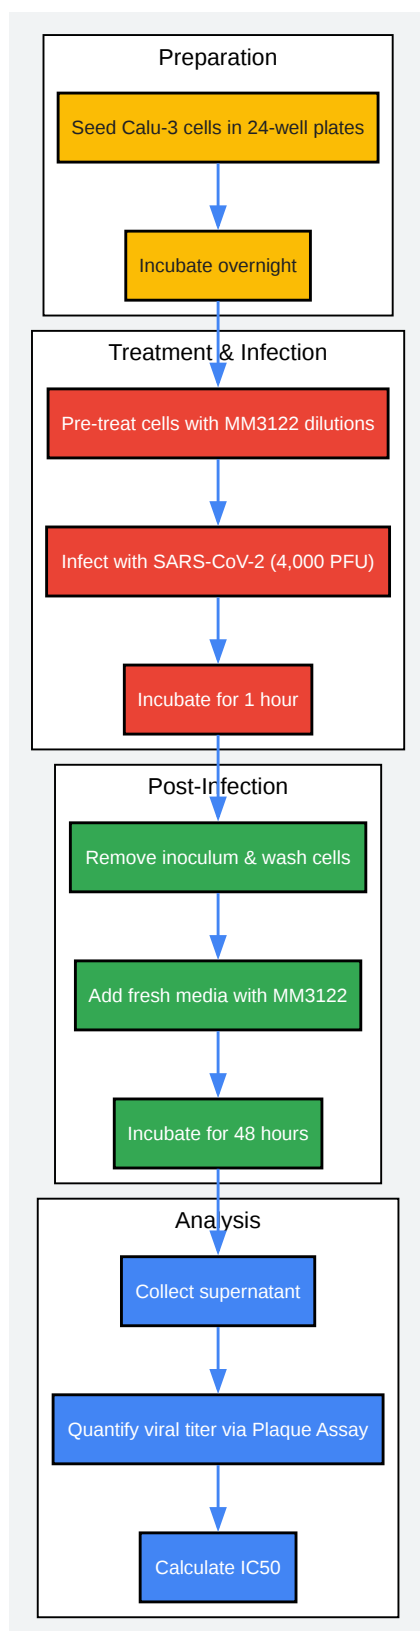 Preparation
Seed Calu-3 cells in 24-well plates
Incubate overnight
Treatment & Infection
Pre-treat cells with MM3122 dilutions
Infect with SARS-CoV-2 (4,000 PFU)
Incubate for 1 hour
Post-Infection
Remove inoculum & wash cells
Add fresh media with MM3122
Incubate for 48 hours
Analysis
Collect supernatant
Quantify viral titer via Plaque Assay
Calculate IC50